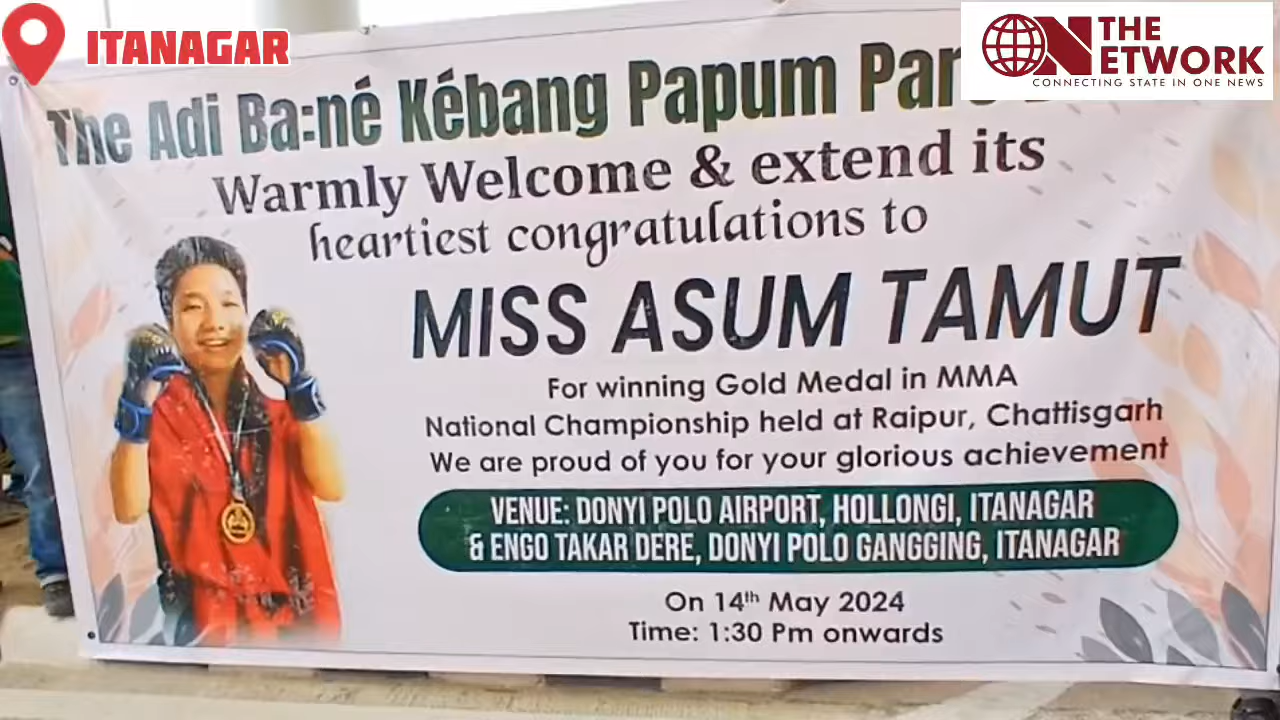 ITANAGAR
THE
NETWORK
CONNECTING STATE IN ONE NEWS
The Adi Ba:né Kébang Papum
Warmly Welcome & extend its
heartiest congratulations to
MISS ASUM TAMUT
For winning Gold Medal in MMA
National Championship held at Raipur, Chattisgarh
We are proud of you for your glorious achievement
VENUE: DONYI POLO AIRPORT, HOLLONGI, ITANAGAR
& ENGO TAKAR DERE, DONYI POLO GANGGING, ITANAGAR
On 14th May 2024
Time: 1:30 Pm onwards